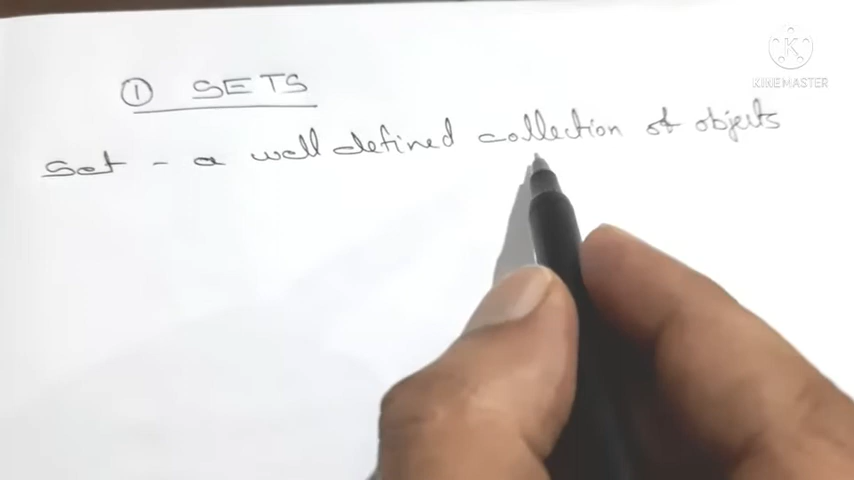 ① SETS
Set - a well defined collection of objects
KINEMASTER